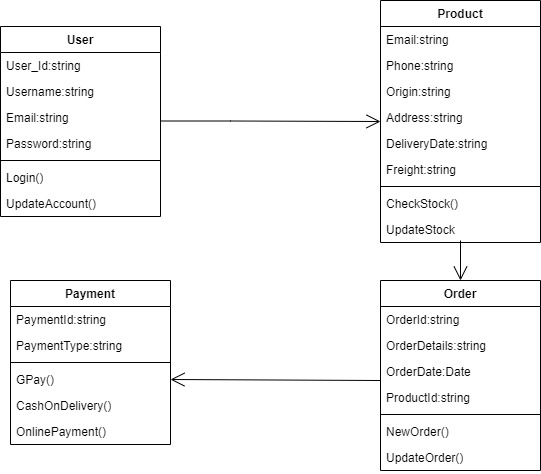 User
User_Id:string
Username:string
Email:string
Password:string
Login()
UpdateAccount()
Product
Email:string
Phone:string
Origin:string
Address:string
DeliveryDate:string
Freight:string
CheckStock()
UpdateStock
Payment
PaymentId:string
PaymentType:string
GPay()
CashOnDelivery()
OnlinePayment()
Order
OrderId:string
OrderDetails:string
OrderDate:Date
ProductId:string
NewOrder()
UpdateOrder()